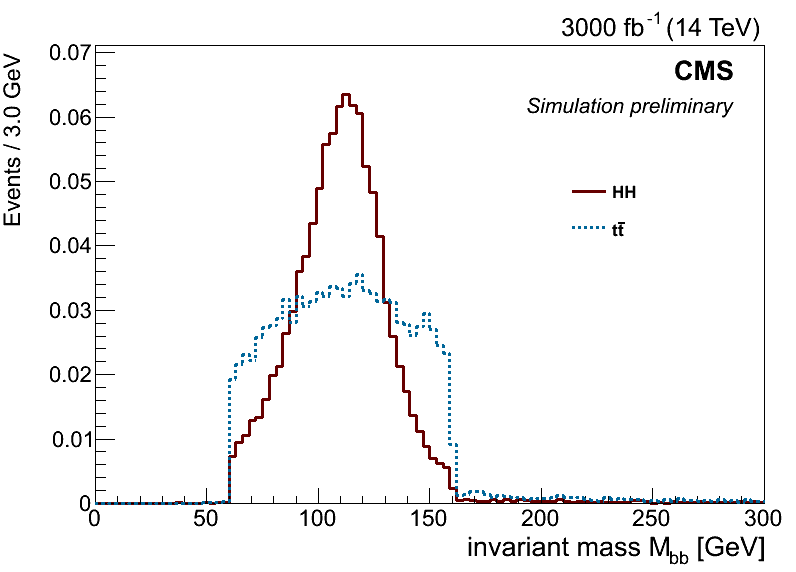 3000 fb⁻¹ (14 TeV)
CMS
Simulation preliminary
HH
tt̄
Events / 3.0 GeV
0.07
0.06
0.05
0.04
0.03
0.02
0.01
0
0 50 100 150 200 250 300
invariant mass M_bb [GeV]